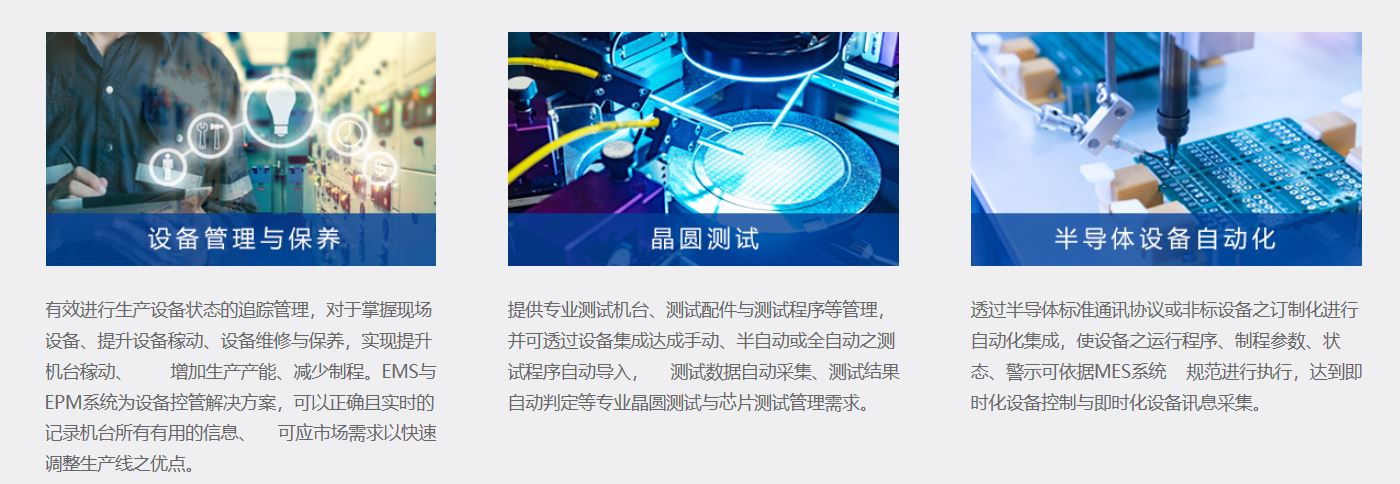 设备管理与保养
有效进行生产设备状态的追踪管理，对于掌握现场
设备、提升设备稼动、设备维修与保养，实现提升
机台稼动、　　增加生产产能、减少制程。EMS与
EPM系统为设备控管解决方案，可以正确且实时的
记录机台所有有用的信息、　　可应市场需求以快速
调整生产线之优点。
晶圆测试
提供专业测试机台、测试配件与测试程序等管理，
并可透过设备集成达成手动、半自动或全自动之测
试程序自动导入，　　测试数据自动采集、测试结果
自动判定等专业晶圆测试与芯片测试管理需求。
半导体设备自动化
透过半导体标准通讯协议或非标设备之订制化进行
自动化集成，使设备之运行程序、制程参数、状
态、警示可依据MES系统　规范进行执行，达到即
时化设备控制与即时化设备讯息采集。